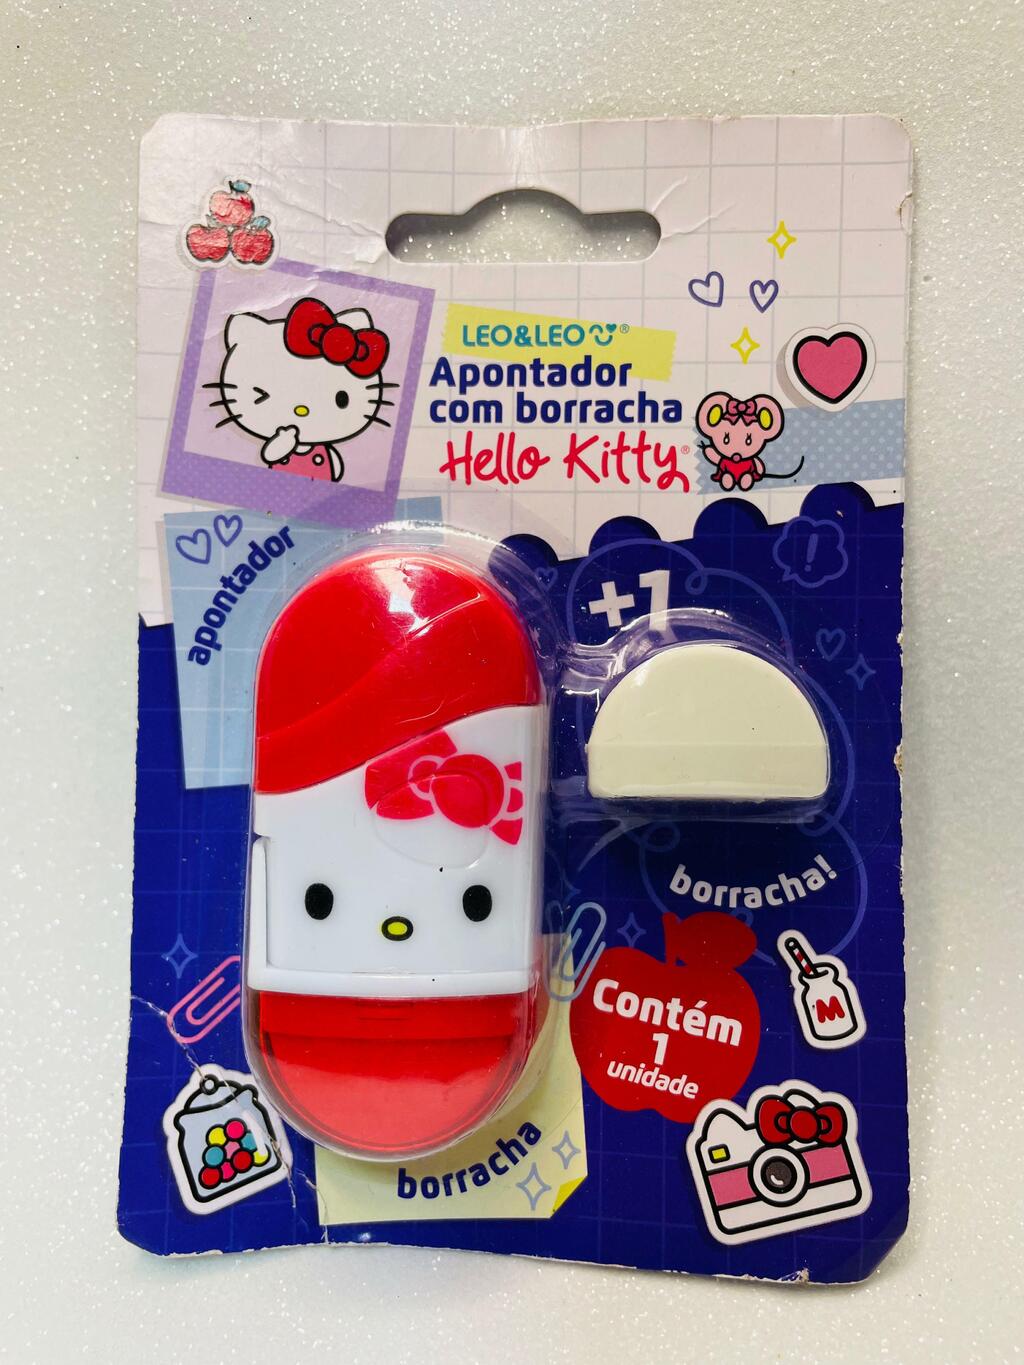 LEO&LEO®
Apontador
com borracha
Hello Kitty®
apontador
+1
borracha!
Contém
1
unidade
M
borracha